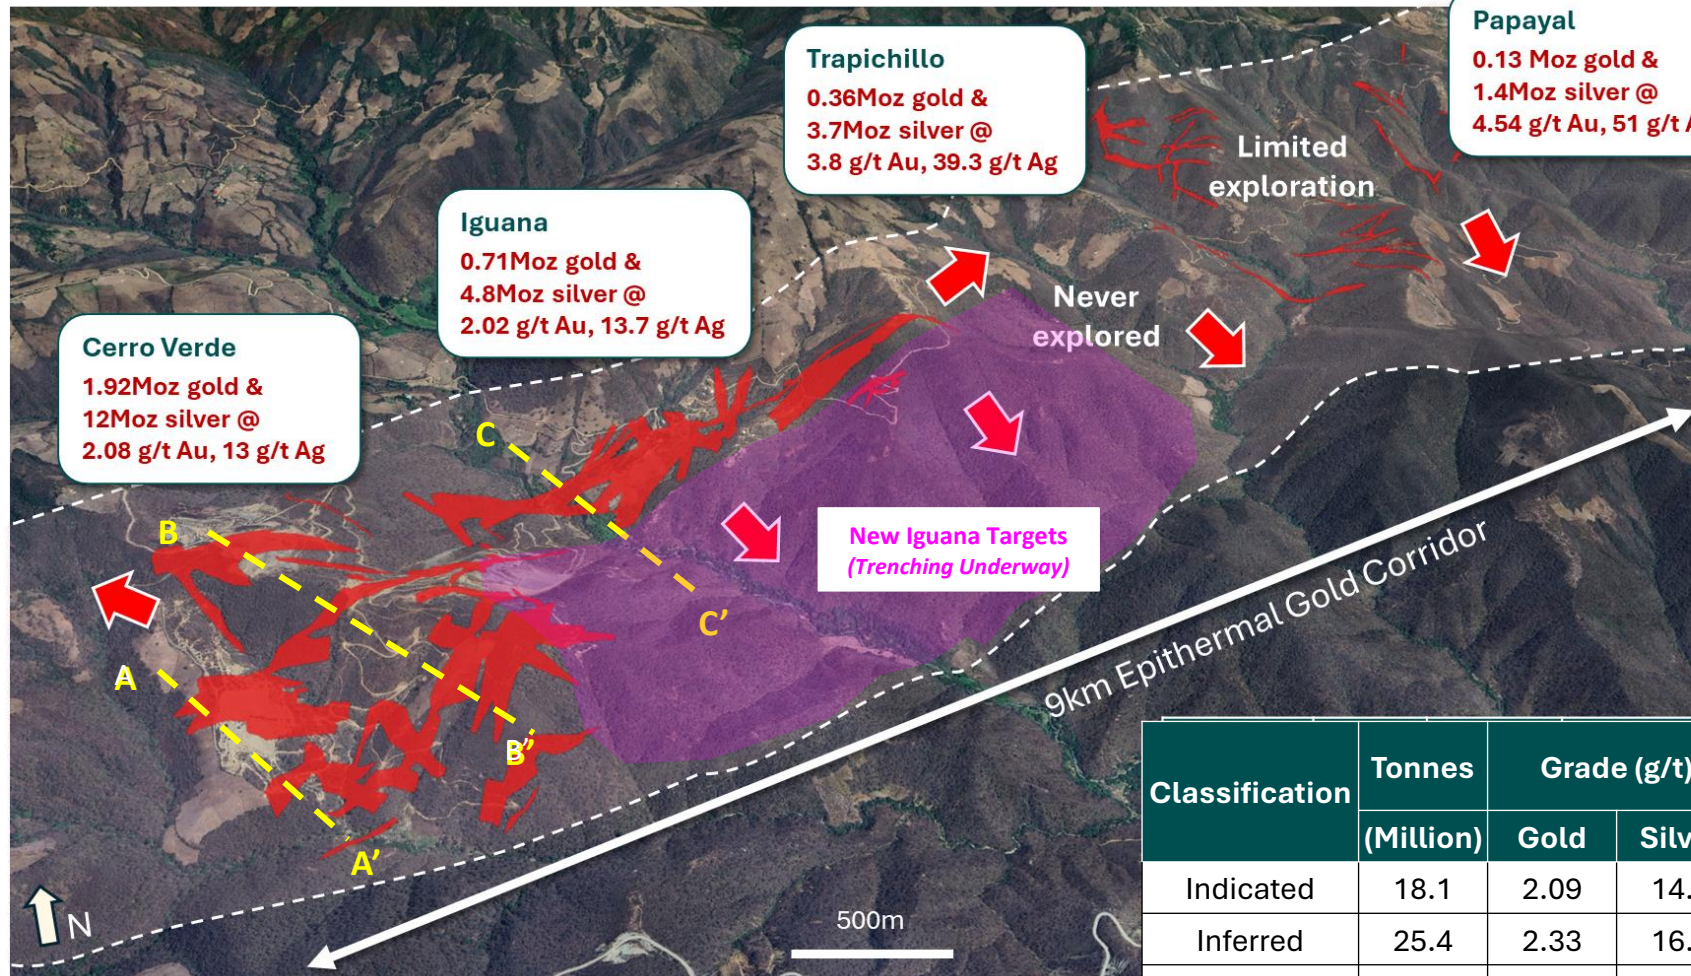 Papayal
0.13 Moz gold &
1.4Moz silver @
4.54 g/t Au, 51 g/t
Trapichillo
0.36Moz gold &
3.7Moz silver @
3.8 g/t Au, 39.3 g/t Ag
Limited
exploration
Iguana
0.71Moz gold &
4.8Moz silver @
2.02 g/t Au, 13.7 g/t Ag
Never
explored
Cerro Verde
1.92Moz gold &
12Moz silver @
2.08 g/t Au, 13 g/t Ag
C
B
New Iguana Targets
(Trenching Underway)
C’
A
B’
A’
9km Epithermal Gold Corridor
N
500m
Classification
Tonnes
(Million)
Grade (g/t)
Gold
Indicated 18.1 2.09 14.
Inferred 25.4 2.33 16.